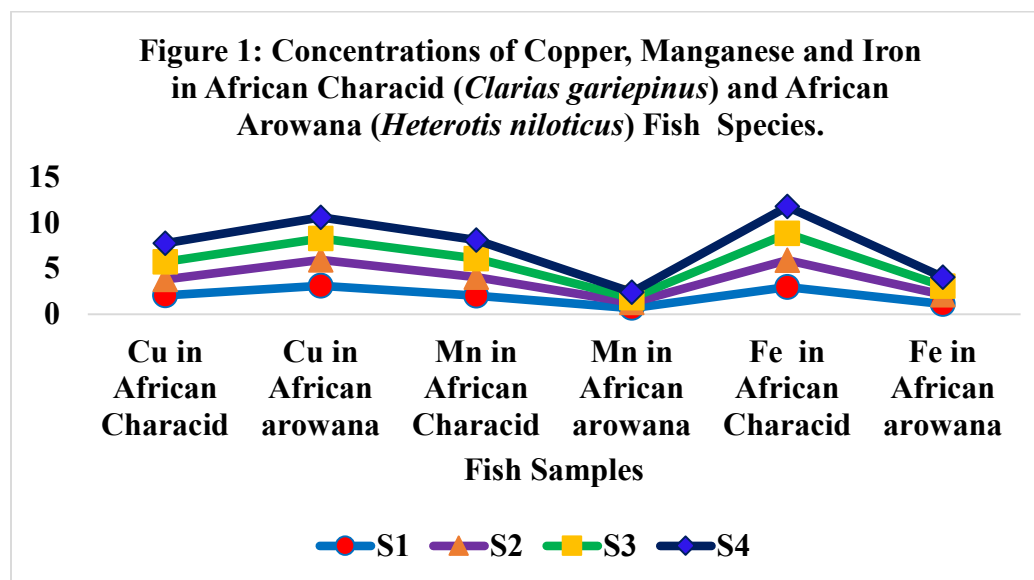 Figure 1: Concentrations of Copper, Manganese and Iron
in African Characid (Clarias gariepinus) and African
Arowana (Heterotis niloticus) Fish Species.
15
10
5
0
Cu in African Characid
Cu in African arowana
Mn in African Characid
Mn in African arowana
Fe in African Characid
Fe in African arowana
Fish Samples
S1 S2 S3 S4